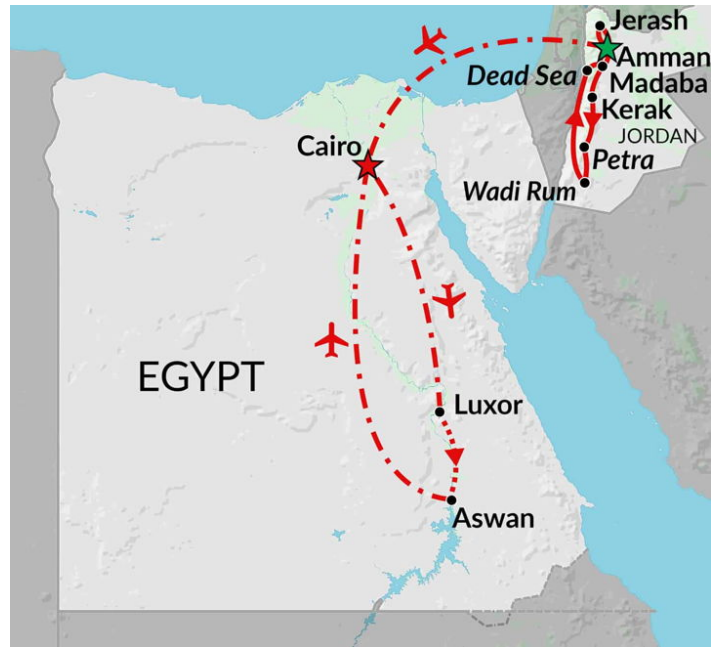 Jerash
Amman
Dead Sea
Madaba
Kerak
JORDAN
Cairo
Petra
Wadi Rum
EGYPT
Luxor
Aswan